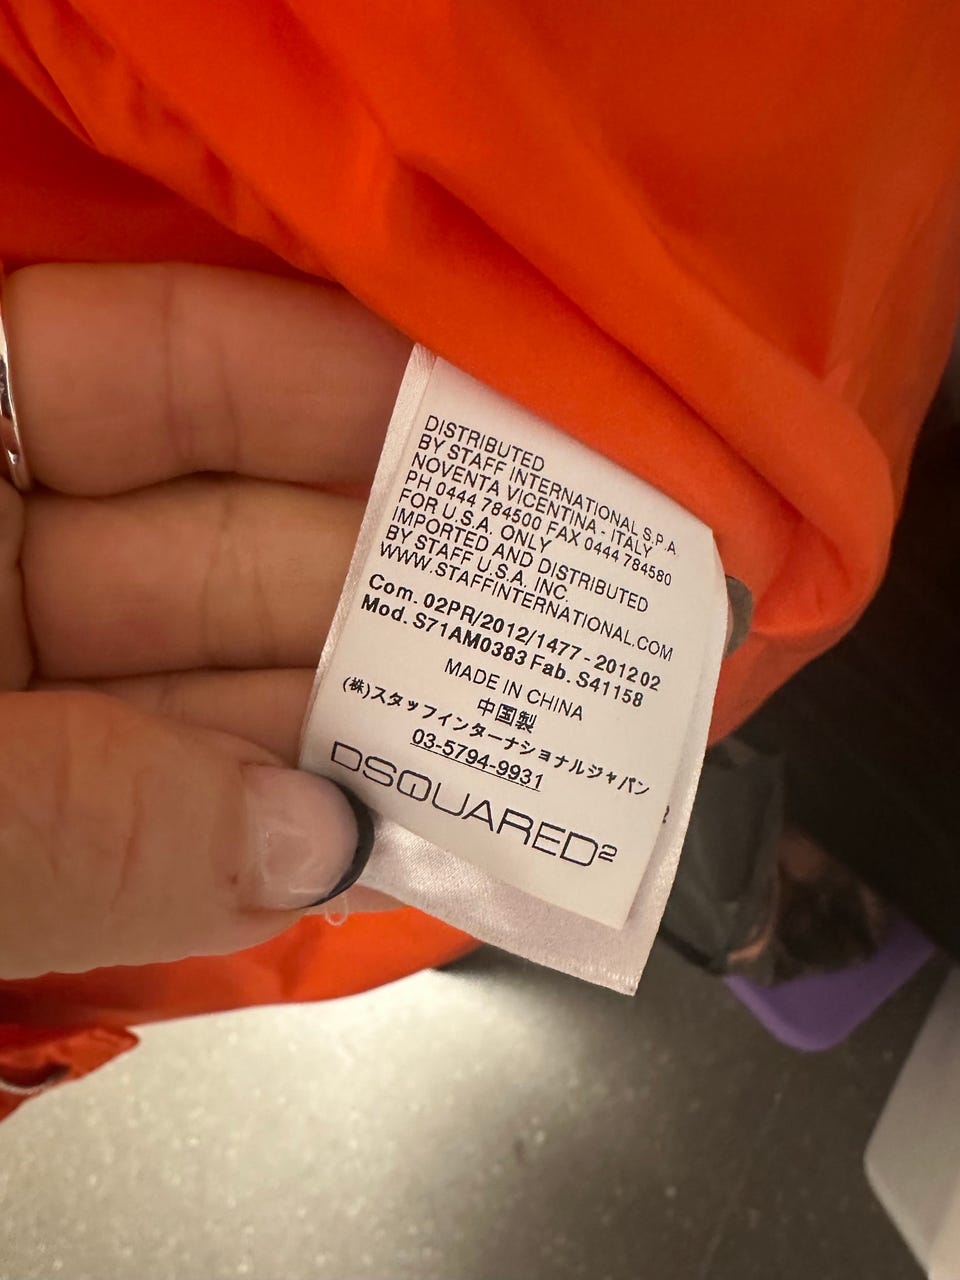 DISTRIBUTED
BY STAFF INTERNATIONAL S.P.A.
NOVENTA VICENTINA - ITALY
PH 0444 784500 FAX 0444 784580
FOR U.S.A. ONLY
IMPORTED AND DISTRIBUTED
BY STAFF U.S.A. INC.
WWW.STAFFINTERNATIONAL.COM
Com. 02PR/2012/1477 - 2012 02
Mod. S71AM0383 Fab. S41158
MADE IN CHINA
中国製
(株)スタッフインターナショナルジャパン
03-5794-9931
DSQUARED²